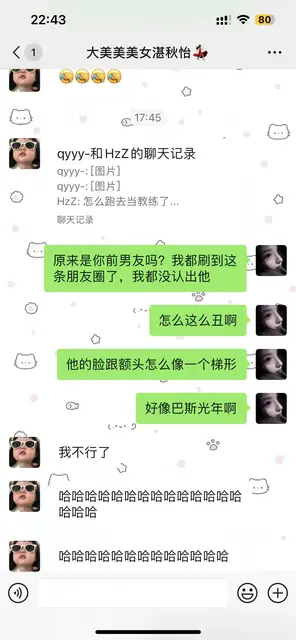 22:43
80
1
大美美美女湛秋怡💃🏻
17:45
qyyy-和HzZ的聊天记录
qyyy-: [图片]
qyyy-: [图片]
HzZ: 怎么跑去当教练了...
聊天记录
原来是你前男友吗？我都刷到这
条朋友圈了，我都没认出他
怎么这么丑啊
他的脸跟额头怎么像一个梯形
好像巴斯光年啊
我不行了
哈哈哈哈哈哈哈哈哈哈哈哈哈哈
哈哈哈
哈哈哈哈哈哈哈哈哈哈哈哈哈